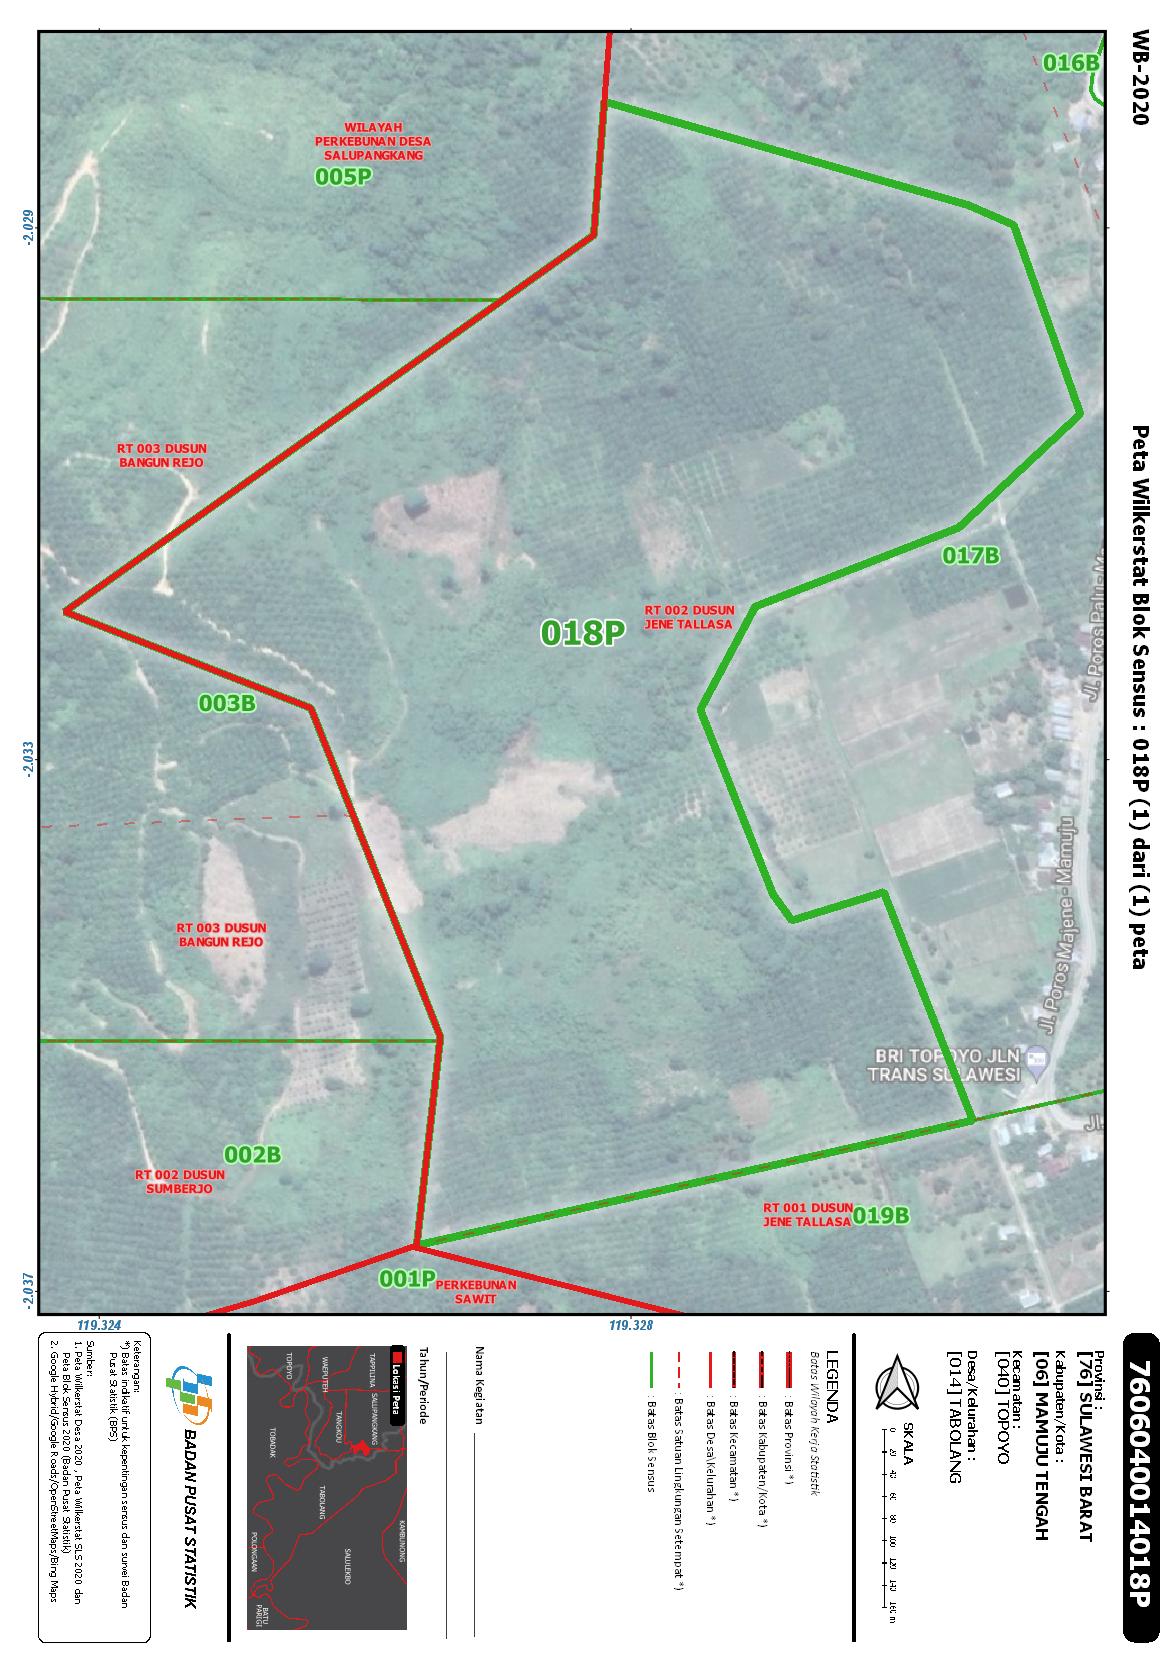 WB-2020
Peta Wilkerstat Blok Sensus : 018P (1) dari (1) peta
016B
WILAYAH
PERKEBUNAN DESA
SALUPANGKANG
005P
RT 003 DUSUN
BANGUN REJO
017B
RT 002 DUSUN
JENE TALLASA
018P
003B
RT 003 DUSUN
BANGUN REJO
Jl. Poros Majene - Mamuju
BRI TOPOYO JLN
TRANS SULAWESI
Jl.
002B
RT 002 DUSUN
SUMBERJO
RT 001 DUSUN
JENE TALLASA
019B
001P
PERKEBUNAN
SAWIT
-2.029
-2.033
-2.037
119.324
119.328
7606040014018P
Provinsi :
[76] SULAWESI BARAT
Kabupaten/Kota :
[06] MAMUJU TENGAH
Kecamatan :
[040] TOPOYO
Desa/Kelurahan :
[014] TABOLANG
SKALA
0 20 40 60 80 100 120 140 160 m
LEGENDA
Batas Wilayah Kerja Statistik
: Batas Provinsi *)
: Batas Kabupaten/Kota *)
: Batas Kecamatan *)
: Batas Desa\Kelurahan *)
: Batas Satuan Lingkungan Setempat *)
: Batas Blok Sensus
Nama Kegiatan
Tahun/Periode
Lokasi Peta
TAPPILINA
SALUPANGKANG
KAMBUNONG
WAEPUTEH
TANGKOU
TABOLANG
SALULEKBO
TOPOYO
TOBADAK
POLONGAAN
BATU
PARIGI
BADAN PUSAT STATISTIK
Keterangan:
*) Batas indikatif untuk kepentingan sensus dan survei Badan
Pusat Statistik (BPS)
Sumber:
1. Peta Wilkerstat Desa 2020 , Peta Wilkerstat SLS 2020 dan
Peta Blok Sensus 2020 (Badan Pusat Statistik)
2. Google Hybrid/Google Roads/OpenStreetMaps/Bing Maps